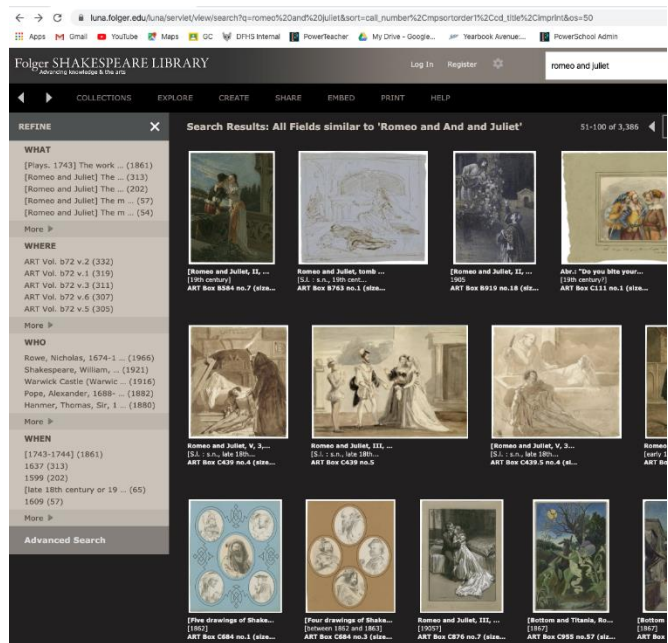 luna.folger.edu/luna/servlet/view/search?q=romeo%20and%20juliet&sort=call_number%2Cmpsortorder1%2Ccd_title%2Cimprint&os=50
Apps Gmail YouTube Maps GC DFHS Internal PowerTeacher My Drive - Google... Yearbook Avenue:... PowerSchool Admin
Folger SHAKESPEARE LIBRARY
Advancing knowledge & the arts
Log In Register
romeo and juliet
COLLECTIONS EXPLORE CREATE SHARE EMBED PRINT HELP
REFINE
Search Results: All Fields similar to 'Romeo and And and Juliet'
51-100 of 3,386
WHAT
[Plays. 1743] The work ... (1861)
[Romeo and Juliet] The ... (313)
[Romeo and Juliet] The ... (202)
[Romeo and Juliet] The m ... (57)
[Romeo and Juliet] The m ... (54)
More
WHERE
ART Vol. b72 v.2 (332)
ART Vol. b72 v.1 (319)
ART Vol. b72 v.3 (311)
ART Vol. b72 v.6 (307)
ART Vol. b72 v.5 (305)
More
WHO
Rowe, Nicholas, 1674-1 ... (1966)
Shakespeare, William, ... (1921)
Warwick Castle (Warwic ... (1916)
Pope, Alexander, 1688- ... (1882)
Hanmer, Thomas, Sir, 1 ... (1880)
More
WHEN
[1743-1744] (1861)
1637 (313)
1599 (202)
[late 18th century or 19 ... (65)
1609 (57)
More
Advanced Search
[Romeo and Juliet, II, ...
[19th century]
ART Box B584 no.7 (size...
Romeo and Juliet, tomb ...
[S.l. : s.n., 19th cent...
ART Box B763 no.1 (size...
[Romeo and Juliet, II, ...
1905
ART Box B919 no.18 (siz...
Abr.: "Do you bite your...
[19th century?]
ART Box C111 no.1 (size...
Romeo and Juliet, V, 3,...
[S.l. : s.n., late 18th...
ART Box C439 no.4 (size...
Romeo and Juliet, III, ...
[S.l. : s.n., late 18th...
ART Box C439 no.5
[Romeo and Juliet, V, 3...
[S.l. : s.n., late 18th...
ART Box C439.5 no.4 (si...
Romeo
[early 1
ART Bo
[Five drawings of Shake...
[1862]
ART Box C684 no.1 (size...
[Four drawings of Shake...
[between 1862 and 1863]
ART Box C684 no.3 (size...
Romeo and Juliet, III, ...
[1905?]
ART Box C876 no.7 (size...
[Bottom and Titania, Ro...
[1867]
ART Box C955 no.57 (siz...
[Bottom
[1867]
ART Box